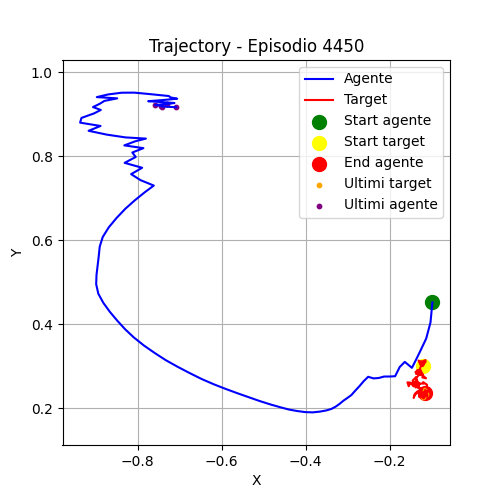 Trajectory - Episodio 4450
Agente
Target
Start agente
Start target
End agente
Ultimi target
Ultimi agente
1.0
0.8
0.6
0.4
0.2
Y
−0.8
−0.6
−0.4
−0.2
X